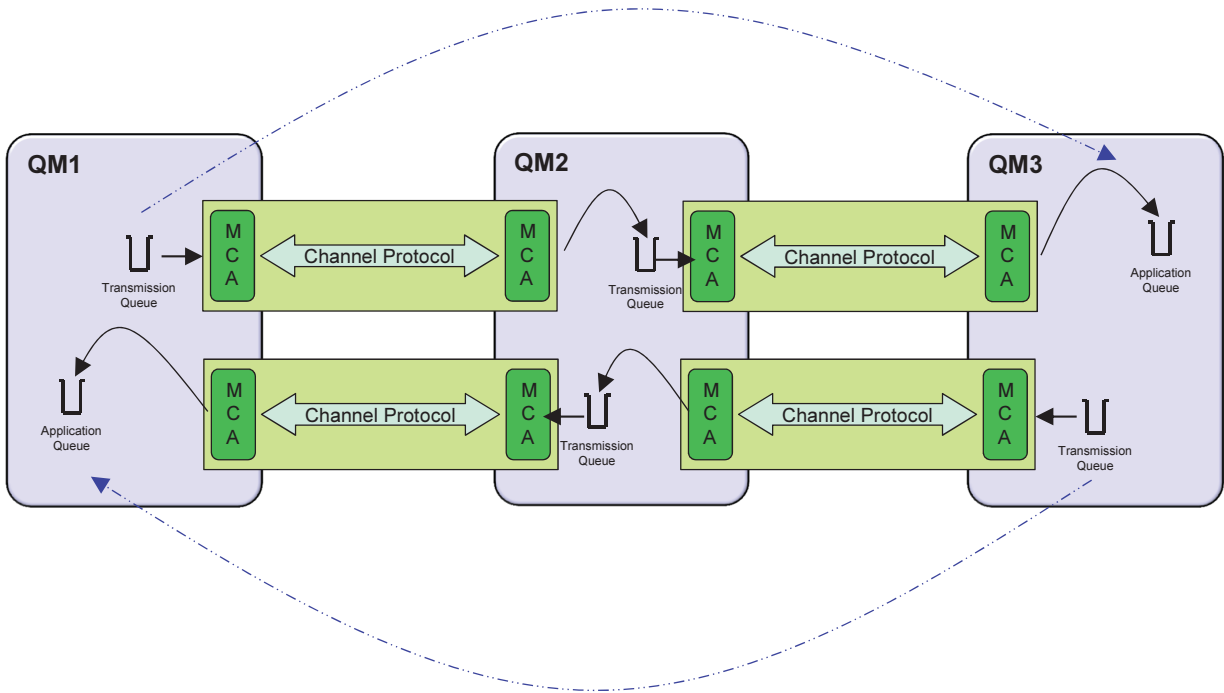 QM1
QM2
QM3
M
C
A
Channel Protocol
M
C
A
M
C
A
Channel Protocol
M
C
A
Transmission
Queue
Transmission
Queue
Application
Queue
M
C
A
Channel Protocol
M
C
A
M
C
A
Channel Protocol
M
C
A
Application
Queue
Transmission
Queue
Transmission
Queue